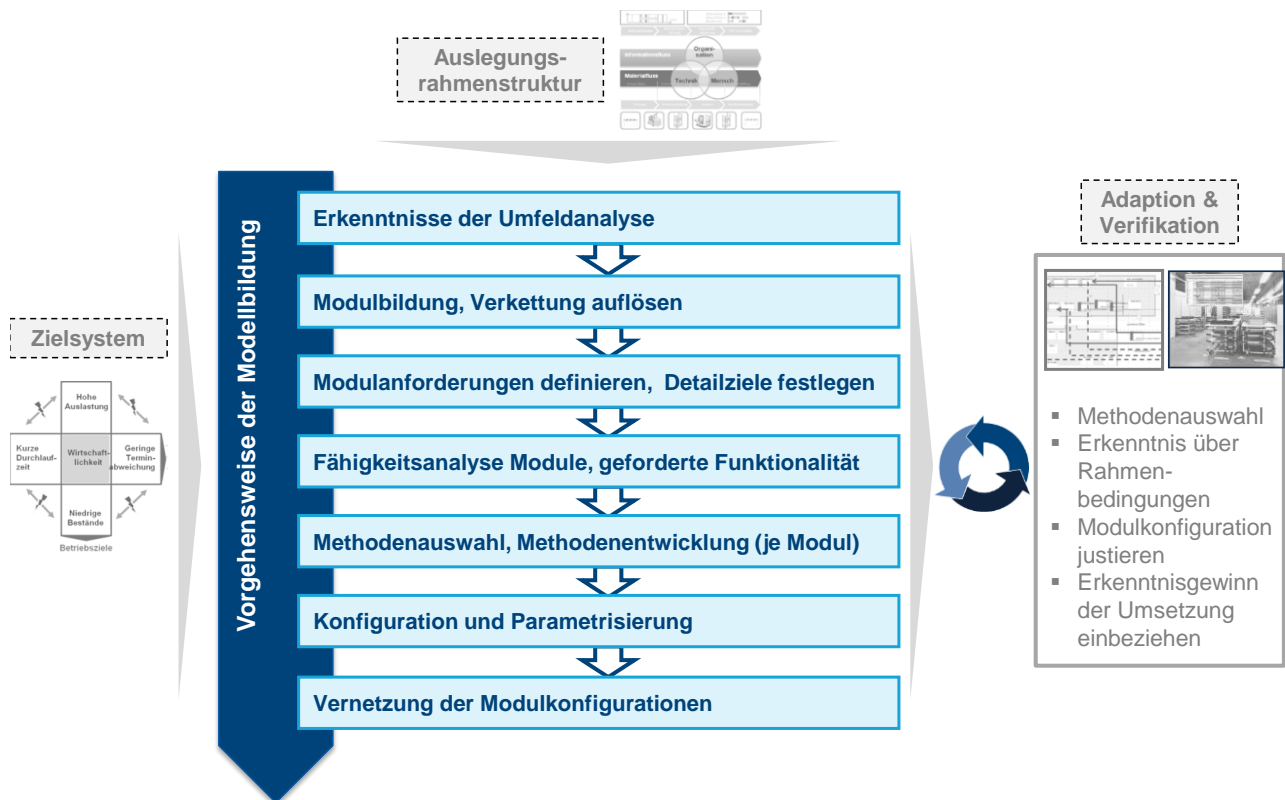 Auslegungs-
rahmenstruktur
Organi-
sation
Informationsfluss
Materialfluss
Technik
Mensch
Zielsystem
Hohe
Auslastung
Kurze
Durchlauf-
zeit
Wirtschaft-
lichkeit
Geringe
Termin-
abweichung
Niedrige
Bestände
Betriebsziele
Vorgehensweise der Modellbildung
Erkenntnisse der Umfeldanalyse
Modulbildung, Verkettung auflösen
Modulanforderungen definieren, Detailziele festlegen
Fähigkeitsanalyse Module, geforderte Funktionalität
Methodenauswahl, Methodenentwicklung (je Modul)
Konfiguration und Parametrisierung
Vernetzung der Modulkonfigurationen
Adaption &
Verifikation
▪ Methodenauswahl
▪ Erkenntnis über
Rahmen-
bedingungen
▪ Modulkonfiguration
justieren
▪ Erkenntnisgewinn
der Umsetzung
einbeziehen